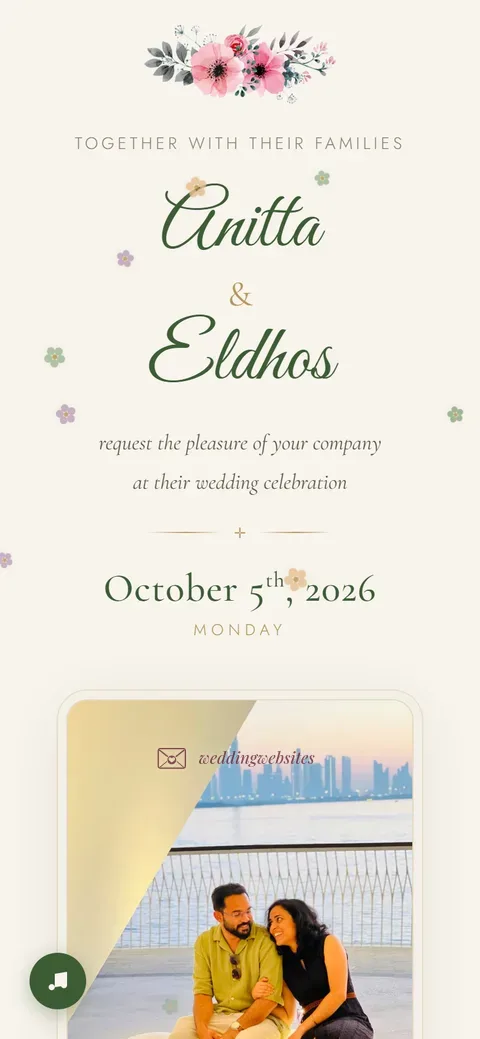 TOGETHER WITH THEIR FAMILIES
Anitta
&
Eldhos
request the pleasure of your company
at their wedding celebration
October 5th, 2026
MONDAY
weddingwebsites